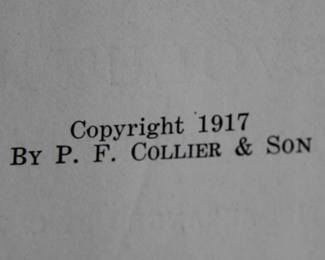 Copyright 1917
By P. F. Collier & Son